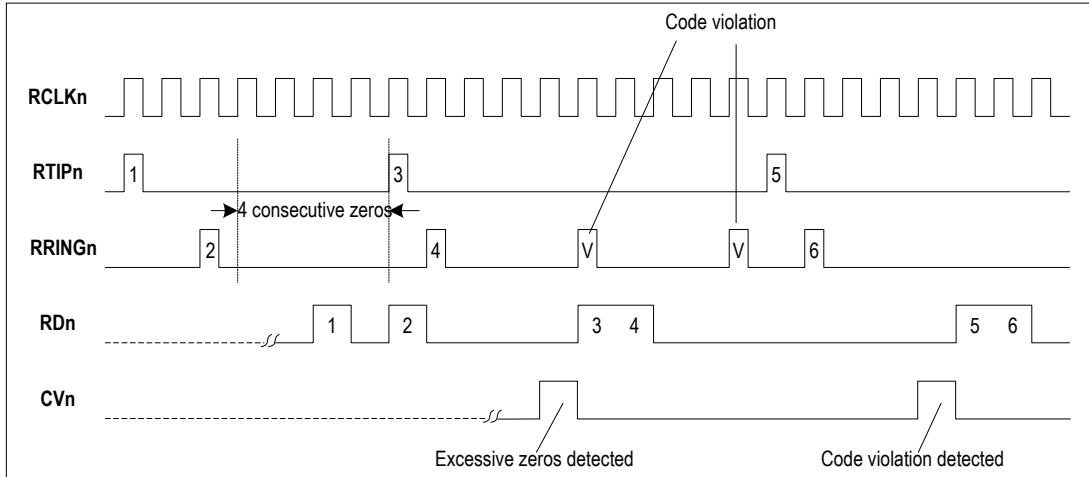 Code violation
RCLKn
RTIPn
1
3
5
4 consecutive zeros
RRINGn
2
4
V
V
6
RDn
1
2
3 4
5 6
CVn
Excessive zeros detected
Code violation detected